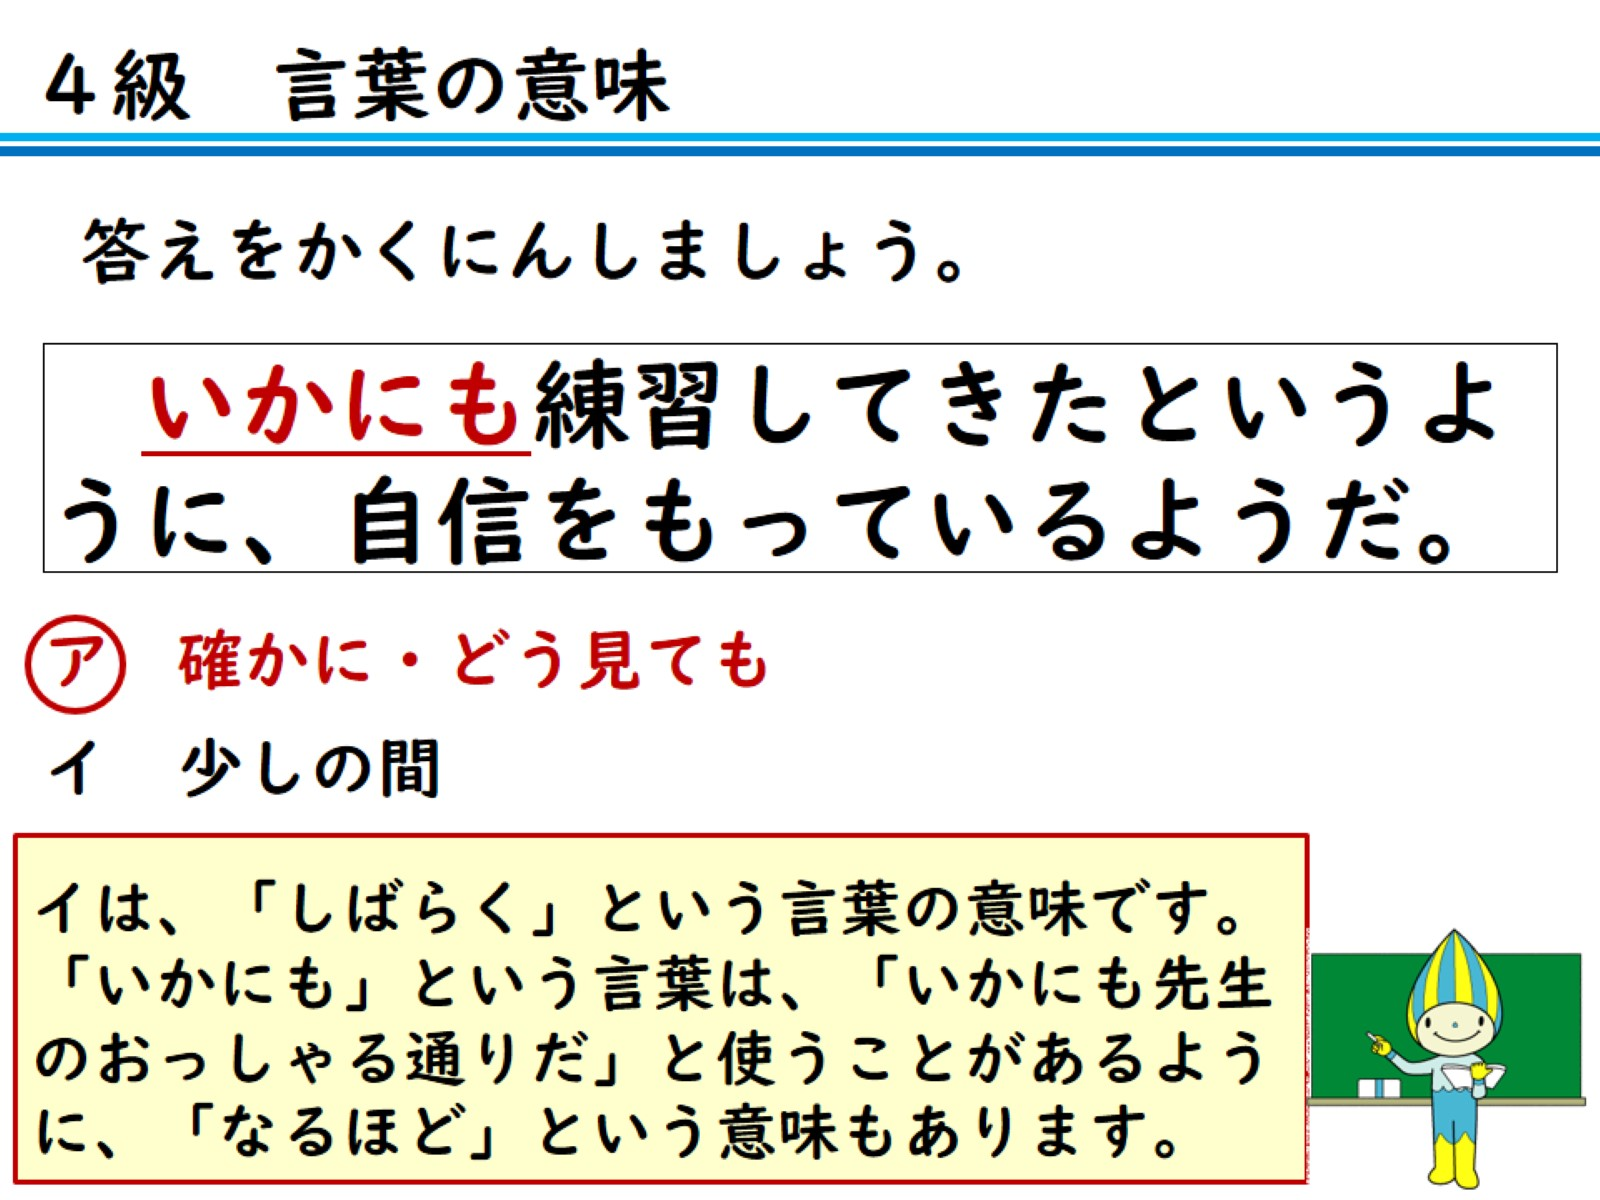 ４級　言葉の意味
答えをかくにんしましょう。
いかにも練習してきたというよ
うに、自信をもっているようだ。
ア　確かに・どう見ても
イ　少しの間
イは、「しばらく」という言葉の意味です。
「いかにも」という言葉は、「いかにも先生
のおっしゃる通りだ」と使うことがあるよう
に、「なるほど」という意味もあります。